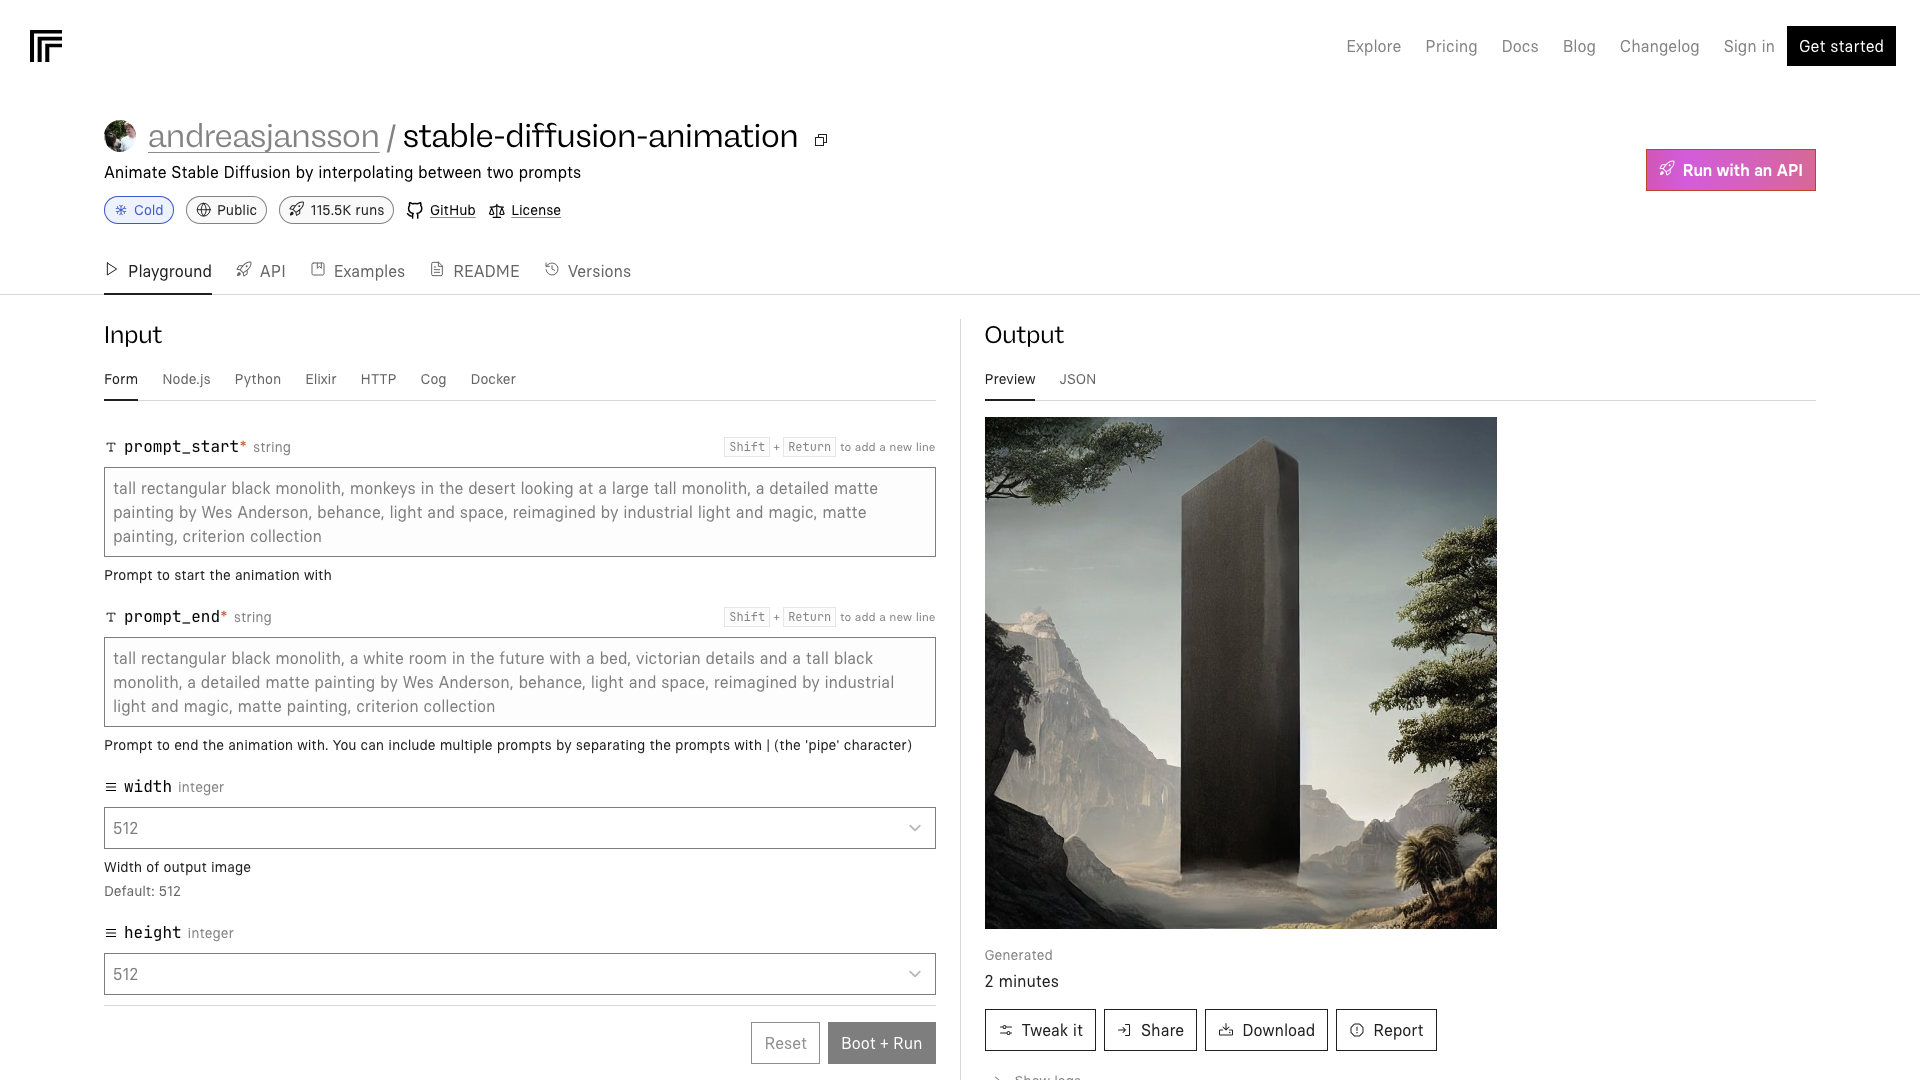 Explore Pricing Docs Blog Changelog Sign in Get started
andreasjansson / stable-diffusion-animation
Animate Stable Diffusion by interpolating between two prompts
Run with an API
Cold Public 115.5K runs GitHub License
Playground API Examples README Versions
Input
Form Node.js Python Elixir HTTP Cog Docker
prompt_start* string Shift + Return to add a new line
tall rectangular black monolith, monkeys in the desert looking at a large tall monolith, a detailed matte
painting by Wes Anderson, behance, light and space, reimagined by industrial light and magic, matte
painting, criterion collection
Prompt to start the animation with
prompt_end* string Shift + Return to add a new line
tall rectangular black monolith, a white room in the future with a bed, victorian details and a tall black
monolith, a detailed matte painting by Wes Anderson, behance, light and space, reimagined by industrial
light and magic, matte painting, criterion collection
Prompt to end the animation with. You can include multiple prompts by separating the prompts with | (the 'pipe' character)
width integer
512
Width of output image
Default: 512
height integer
512
Reset Boot + Run
Output
Preview JSON
Generated
2 minutes
Tweak it Share Download Report
Show logs